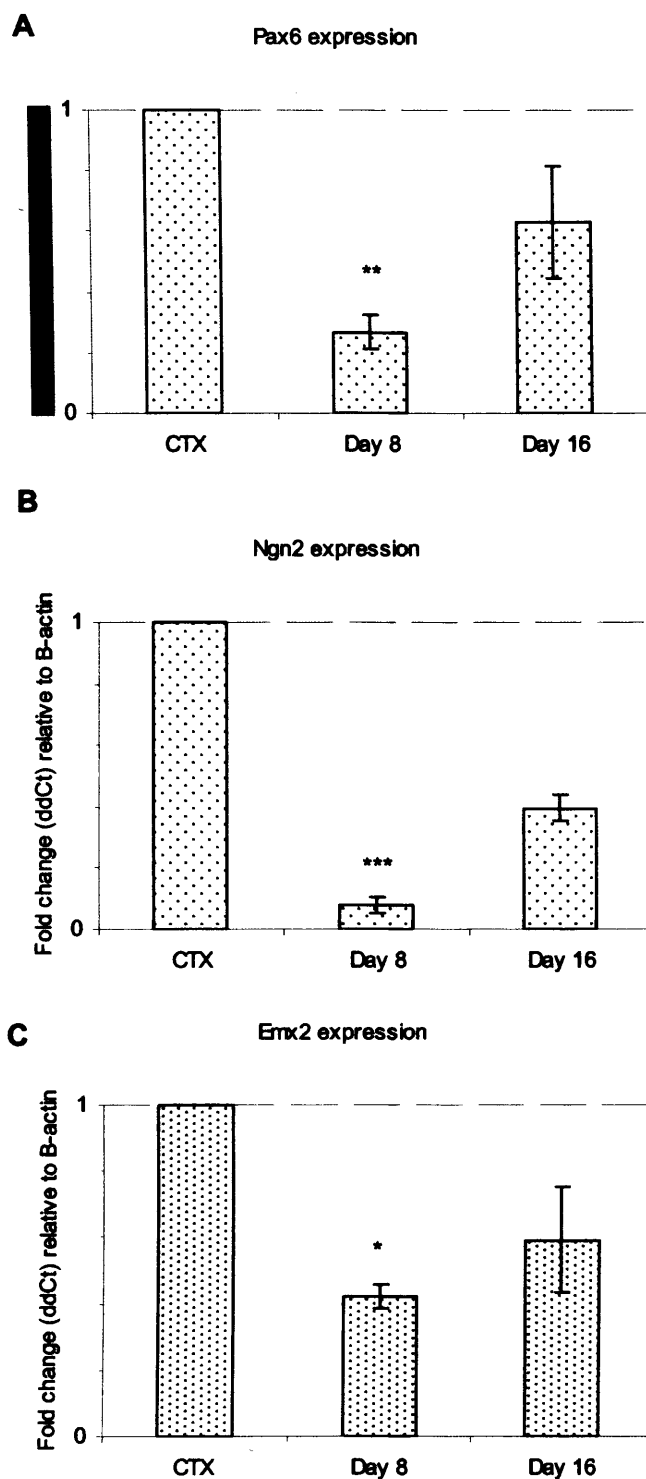 A
Pax6 expression
1
**
0
CTX Day 8 Day 16
B
Ngn2 expression
Fold change (ddCt) relative to B-actin
1
***
0
CTX Day 8 Day 16
C
Emx2 expression
Fold change (ddCt) relative to B-actin
1
*
0
CTX Day 8 Day 16